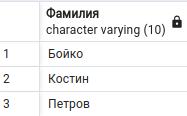 Фамилия
character varying (10)
1 Бойко
2 Костин
3 Петров